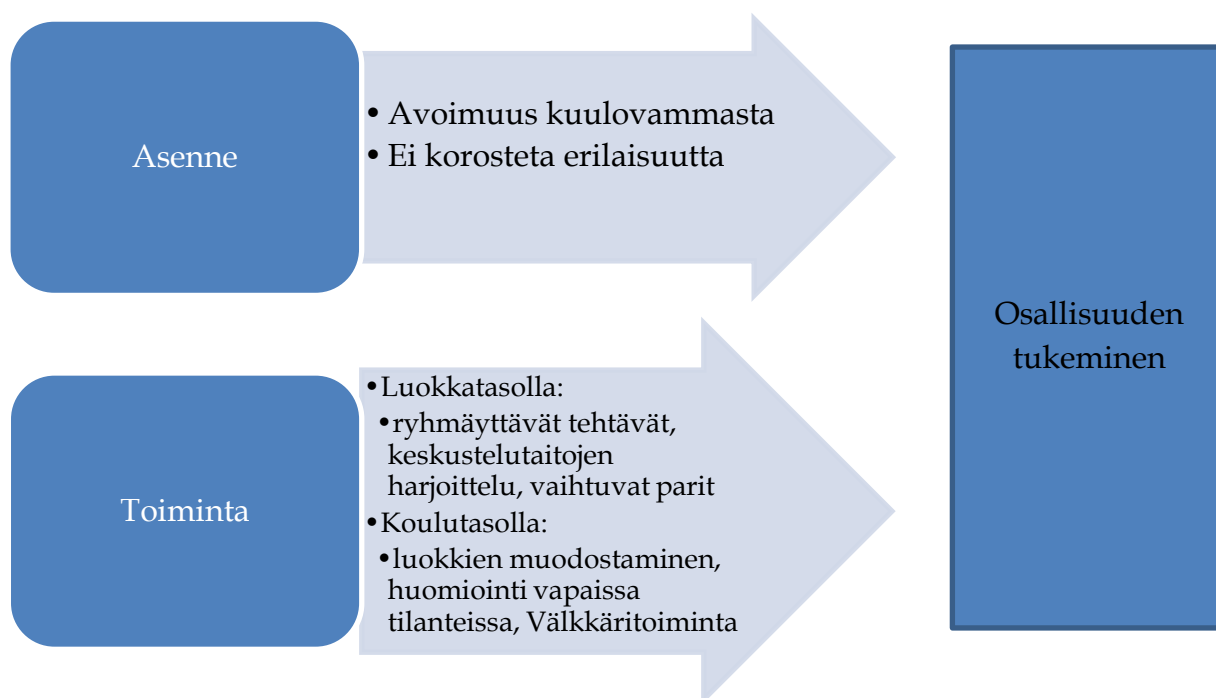 Asenne
• Avoimuus kuulovammasta
• Ei korosteta erilaisuutta
Toiminta
•Luokkatasolla:
•ryhmäyttävät tehtävät,
keskustelutaitojen
harjoittelu, vaihtuvat parit
•Koulutasolla:
•luokkien muodostaminen,
huomiointi vapaissa
tilanteissa, Välkkäritoiminta
Osallisuuden
tukeminen